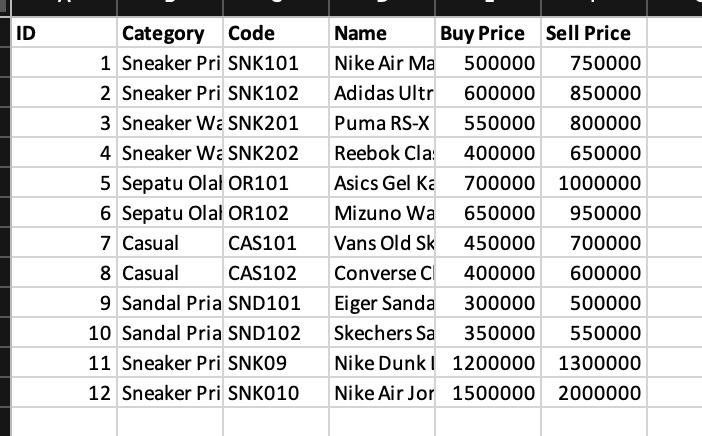 ID Category Code Name Buy Price Sell Price
1 Sneaker Pri SNK101 Nike Air Ma 500000 750000
2 Sneaker Pri SNK102 Adidas Ultr 600000 850000
3 Sneaker Wa SNK201 Puma RS-X 550000 800000
4 Sneaker Wa SNK202 Reebok Clas 400000 650000
5 Sepatu Olah OR101 Asics Gel Ka 700000 1000000
6 Sepatu Olah OR102 Mizuno Wa 650000 950000
7 Casual CAS101 Vans Old Sk 450000 700000
8 Casual CAS102 Converse C 400000 600000
9 Sandal Pria SND101 Eiger Sanda 300000 500000
10 Sandal Pria SND102 Skechers Sa 350000 550000
11 Sneaker Pri SNK09 Nike Dunk 1200000 1300000
12 Sneaker Pri SNK010 Nike Air Jor 1500000 2000000